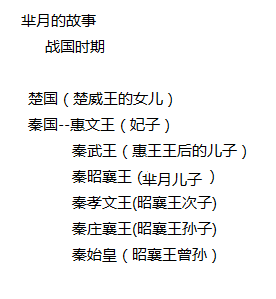 芈月的故事
战国时期
楚国（楚威王的女儿）
秦国--惠文王（妃子）
秦武王（惠王王后的儿子）
秦昭襄王（芈月儿子 ）
秦孝文王(昭襄王次子)
秦庄襄王(昭襄王孙子)
秦始皇（昭襄王曾孙）